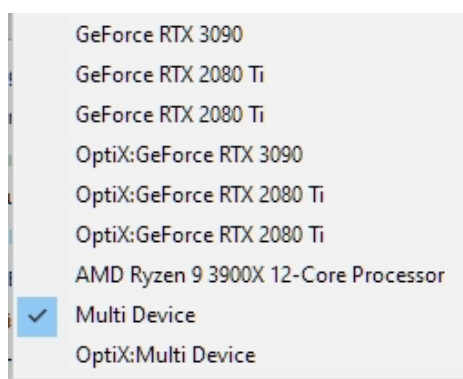 GeForce RTX 3090
GeForce RTX 2080 Ti
GeForce RTX 2080 Ti
OptiX:GeForce RTX 3090
OptiX:GeForce RTX 2080 Ti
OptiX:GeForce RTX 2080 Ti
AMD Ryzen 9 3900X 12-Core Processor
Multi Device
OptiX:Multi Device